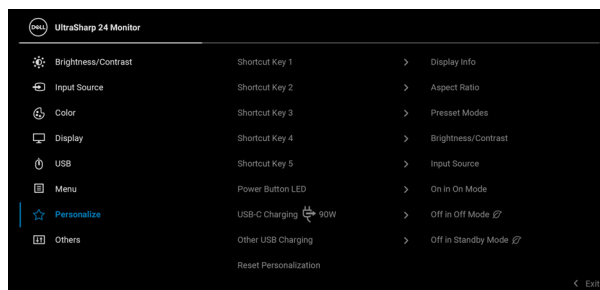 DELL UltraSharp 24 Monitor
Brightness/Contrast Shortcut Key 1 > Display Info
Input Source Shortcut Key 2 > Aspect Ratio
Color Shortcut Key 3 > Presset Modes
Display Shortcut Key 4 > Brightness/Contrast
USB Shortcut Key 5 > Input Source
Menu Power Button LED > On in On Mode
Personalize USB-C Charging 90W > Off in Off Mode
Others Other USB Charging > Off in Standby Mode
Reset Personalization
< Exit